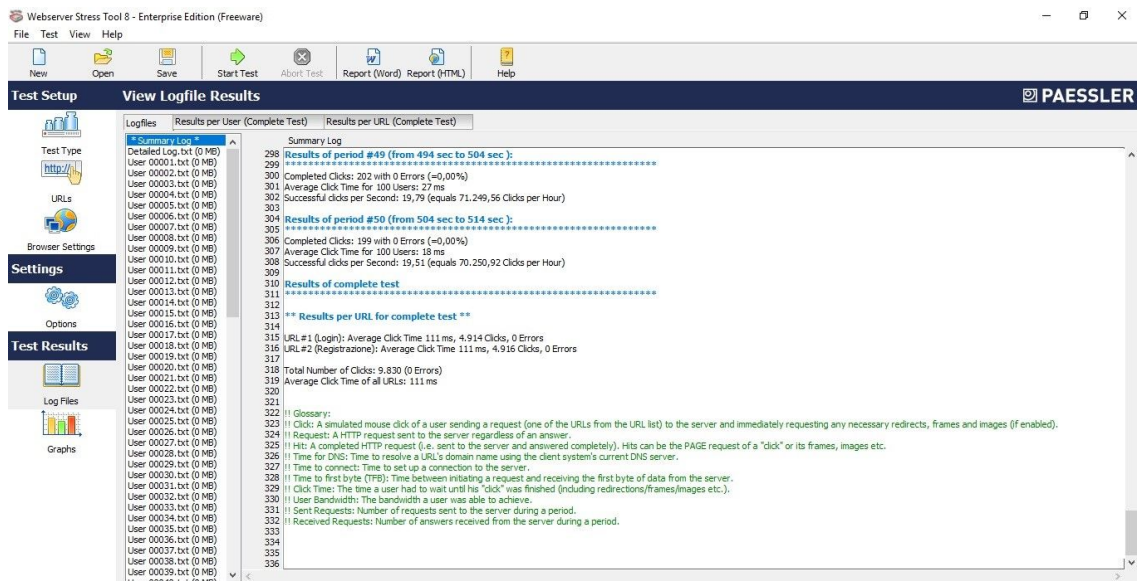 Webserver Stress Tool 8 - Enterprise Edition (Freeware)
File Test View Help
New Open Save Start Test Abort Test Report (Word) Report (HTML) Help
Test Setup
View Logfile Results
PAESSLER
Test Type
http://
URLs
Browser Settings
Settings
Options
Test Results
Log Files
Graphs
Logfiles Results per User (Complete Test) Results per URL (Complete Test)
* Summary Log *
Detailed Log.txt (0 MB)
User 00001.txt (0 MB)
User 00002.txt (0 MB)
User 00003.txt (0 MB)
User 00004.txt (0 MB)
User 00005.txt (0 MB)
User 00006.txt (0 MB)
User 00007.txt (0 MB)
User 00008.txt (0 MB)
User 00009.txt (0 MB)
User 00010.txt (0 MB)
User 00011.txt (0 MB)
User 00012.txt (0 MB)
User 00013.txt (0 MB)
User 00014.txt (0 MB)
User 00015.txt (0 MB)
User 00016.txt (0 MB)
User 00017.txt (0 MB)
User 00018.txt (0 MB)
User 00019.txt (0 MB)
User 00020.txt (0 MB)
User 00021.txt (0 MB)
User 00022.txt (0 MB)
User 00023.txt (0 MB)
User 00024.txt (0 MB)
User 00025.txt (0 MB)
User 00026.txt (0 MB)
User 00027.txt (0 MB)
User 00028.txt (0 MB)
User 00029.txt (0 MB)
User 00030.txt (0 MB)
User 00031.txt (0 MB)
User 00032.txt (0 MB)
User 00033.txt (0 MB)
User 00034.txt (0 MB)
User 00035.txt (0 MB)
User 00036.txt (0 MB)
User 00037.txt (0 MB)
User 00038.txt (0 MB)
User 00039.txt (0 MB)
Summary Log
298 Results of period #49 (from 494 sec to 504 sec ):
299 ****************************************************************
300 Completed Clicks: 202 with 0 Errors (=0,00%)
301 Average Click Time for 100 Users: 27 ms
302 Successful clicks per Second: 19,79 (equals 71.249,56 Clicks per Hour)
303
304 Results of period #50 (from 504 sec to 514 sec ):
305 ****************************************************************
306 Completed Clicks: 199 with 0 Errors (=0,00%)
307 Average Click Time for 100 Users: 18 ms
308 Successful clicks per Second: 19,51 (equals 70.250,92 Clicks per Hour)
309
310 Results of complete test
311 ****************************************************************
312
313 ** Results per URL for complete test **
314
315 URL#1 (Login): Average Click Time 111 ms, 4.914 Clicks, 0 Errors
316 URL#2 (Registrazione): Average Click Time 111 ms, 4.916 Clicks, 0 Errors
317
318 Total Number of Clicks: 9.830 (0 Errors)
319 Average Click Time of all URLs: 111 ms
320
321
322 !! Glossary:
323 !! Click: A simulated mouse click of a user sending a request (one of the URLs from the URL list) to the server and immediately requesting any necessary redirects, frames and images (if enabled).
324 !! Request: A HTTP request sent to the server regardless of an answer.
325 !! Hit: A completed HTTP request (i.e. sent to the server and answered completely). Hits can be the PAGE request of a "click" or its frames, images etc.
326 !! Time for DNS: Time to resolve a URL's domain name using the client system's current DNS server.
327 !! Time to connect: Time to set up a connection to the server.
328 !! Time to first byte (TFB): Time between initiating a request and receiving the first byte of data from the server.
329 !! Click Time: The time a user had to wait until his "click" was finished (including redirections/frames/images etc.).
330 !! User Bandwidth: The bandwidth a user was able to achieve.
331 !! Sent Requests: Number of requests sent to the server during a period.
332 !! Received Requests: Number of answers received from the server during a period.
333
334
335
336